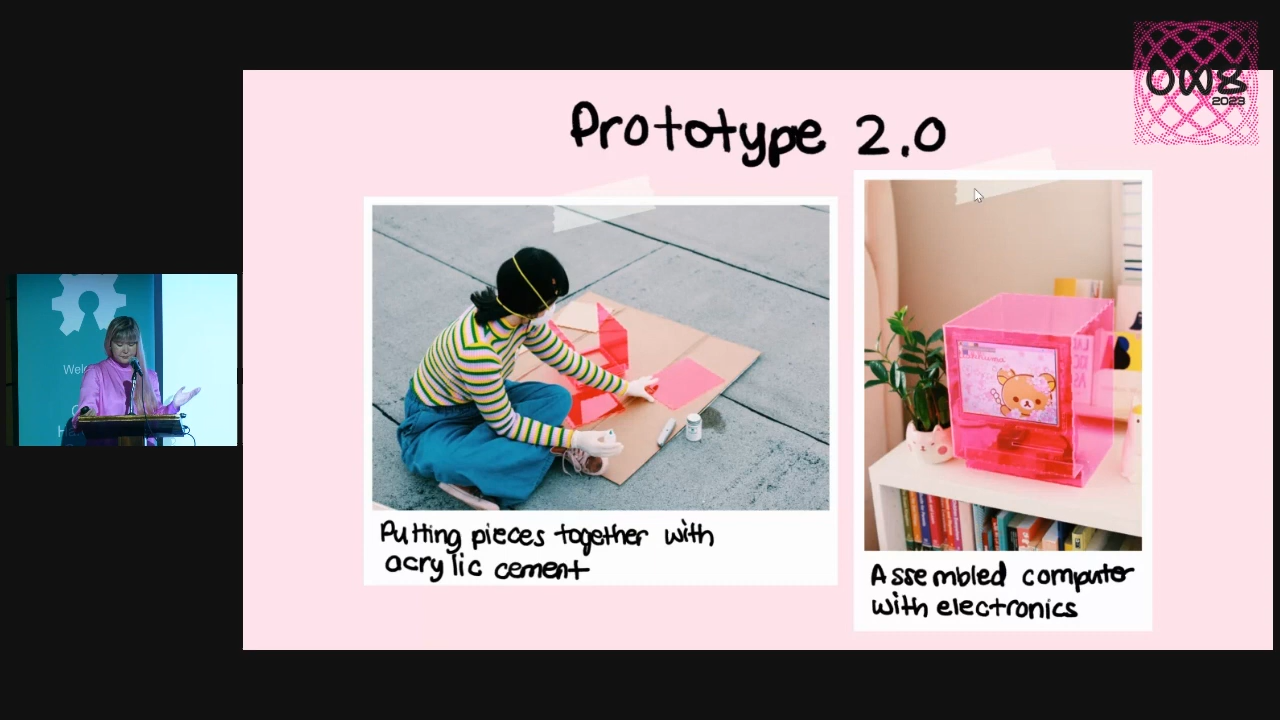 OW8
2023
Prototype 2.0
Putting pieces together with
acrylic cement
Assembled computer
with electronics